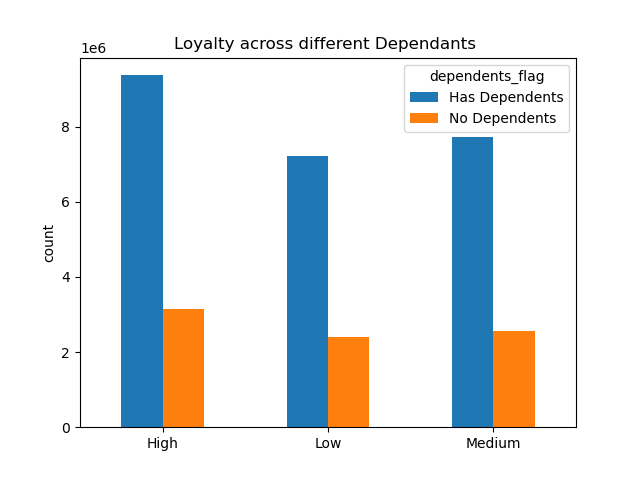 Loyalty across different Dependants
1e6
dependents_flag
Has Dependents
No Dependents
8
6
4
2
0
count
High
Low
Medium